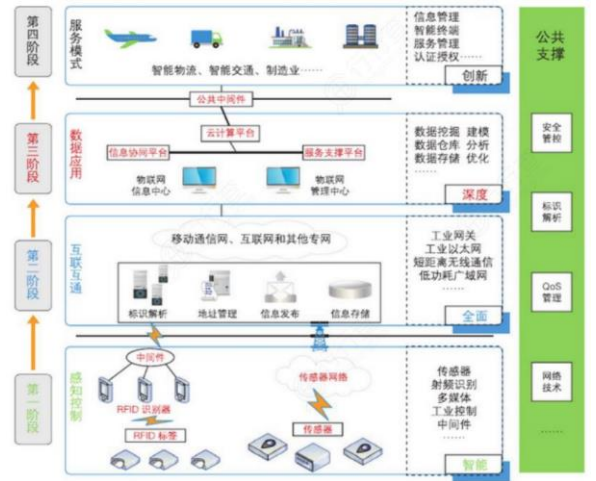 第四阶段
服务模式
智能物流、智能交通、制造业……
信息管理
智能终端
服务管理
认证授权……
创新
公共中间件
第三阶段
数据应用
云计算平台
信息协同平台
服务支撑平台
物联网
信息中心
物联网
管理中心
数据挖掘 建模
数据仓库 分析
数据存储 优化
……
深度
第二阶段
互联互通
移动通信网、互联网和其他专网
标识解析
地址管理
信息发布
信息存储
工业网关
工业以太网
短距离无线通信
低功耗广域网
……
全面
第一阶段
感知控制
中间件
RFID 识别器
RFID 标签
传感器网络
传感器
传感器
射频识别
多媒体
工业控制
中间件
……
智能
公共
支撑
安全
管控
标识
解析
QoS
管理
网络
技术
……